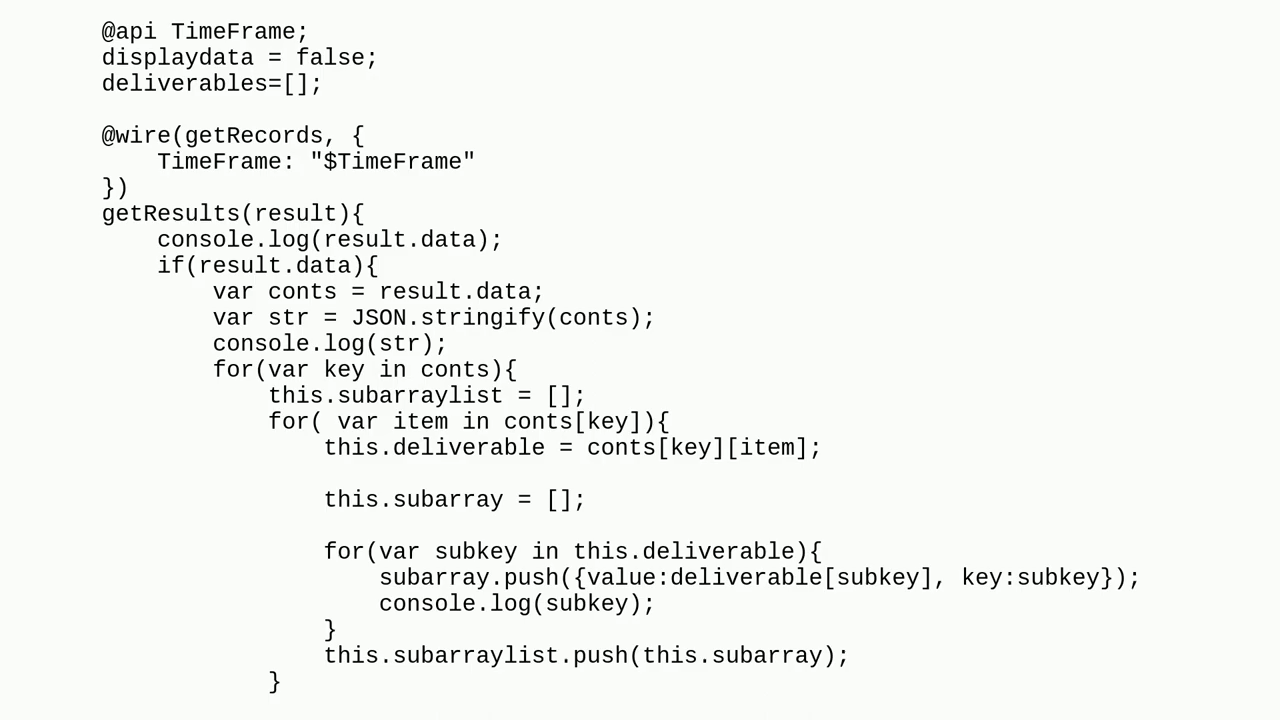 @api TimeFrame;
displaydata = false;
deliverables=[];
@wire(getRecords, {
TimeFrame: "$TimeFrame"
})
getResults(result){
console.log(result.data);
if(result.data){
var conts = result.data;
var str = JSON.stringify(conts);
console.log(str);
for(var key in conts){
this.subarraylist = [];
for( var item in conts[key]){
this.deliverable = conts[key][item];
this.subarray = [];
for(var subkey in this.deliverable){
subarray.push({value:deliverable[subkey], key:subkey});
console.log(subkey);
}
this.subarraylist.push(this.subarray);
}